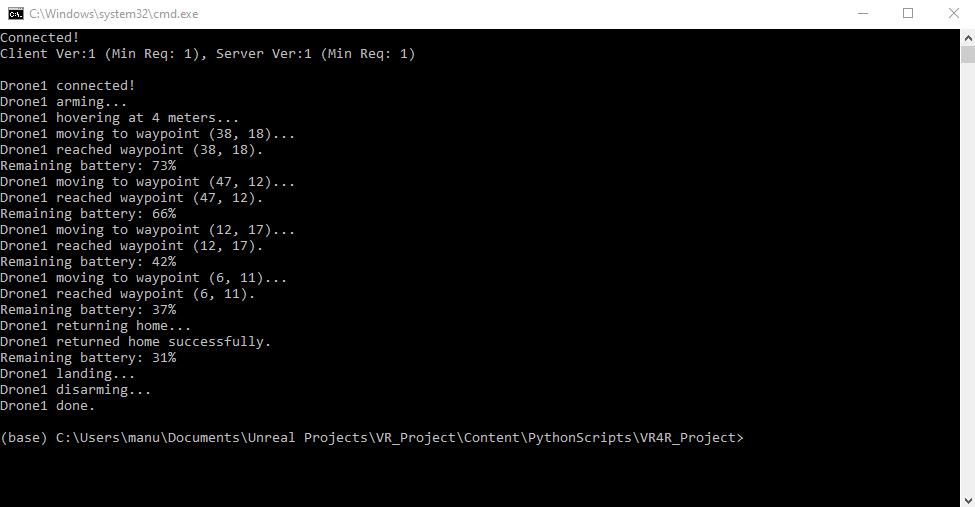 C:\Windows\system32\cmd.exe
Connected!
Client Ver:1 (Min Req: 1), Server Ver:1 (Min Req: 1)
Drone1 connected!
Drone1 arming...
Drone1 hovering at 4 meters...
Drone1 moving to waypoint (38, 18)...
Drone1 reached waypoint (38, 18).
Remaining battery: 73%
Drone1 moving to waypoint (47, 12)...
Drone1 reached waypoint (47, 12).
Remaining battery: 66%
Drone1 moving to waypoint (12, 17)...
Drone1 reached waypoint (12, 17).
Remaining battery: 42%
Drone1 moving to waypoint (6, 11)...
Drone1 reached waypoint (6, 11).
Remaining battery: 37%
Drone1 returning home...
Drone1 returned home successfully.
Remaining battery: 31%
Drone1 landing...
Drone1 disarming...
Drone1 done.
(base) C:\Users\manu\Documents\Unreal Projects\VR_Project\Content\PythonScripts\VR4R_Project>